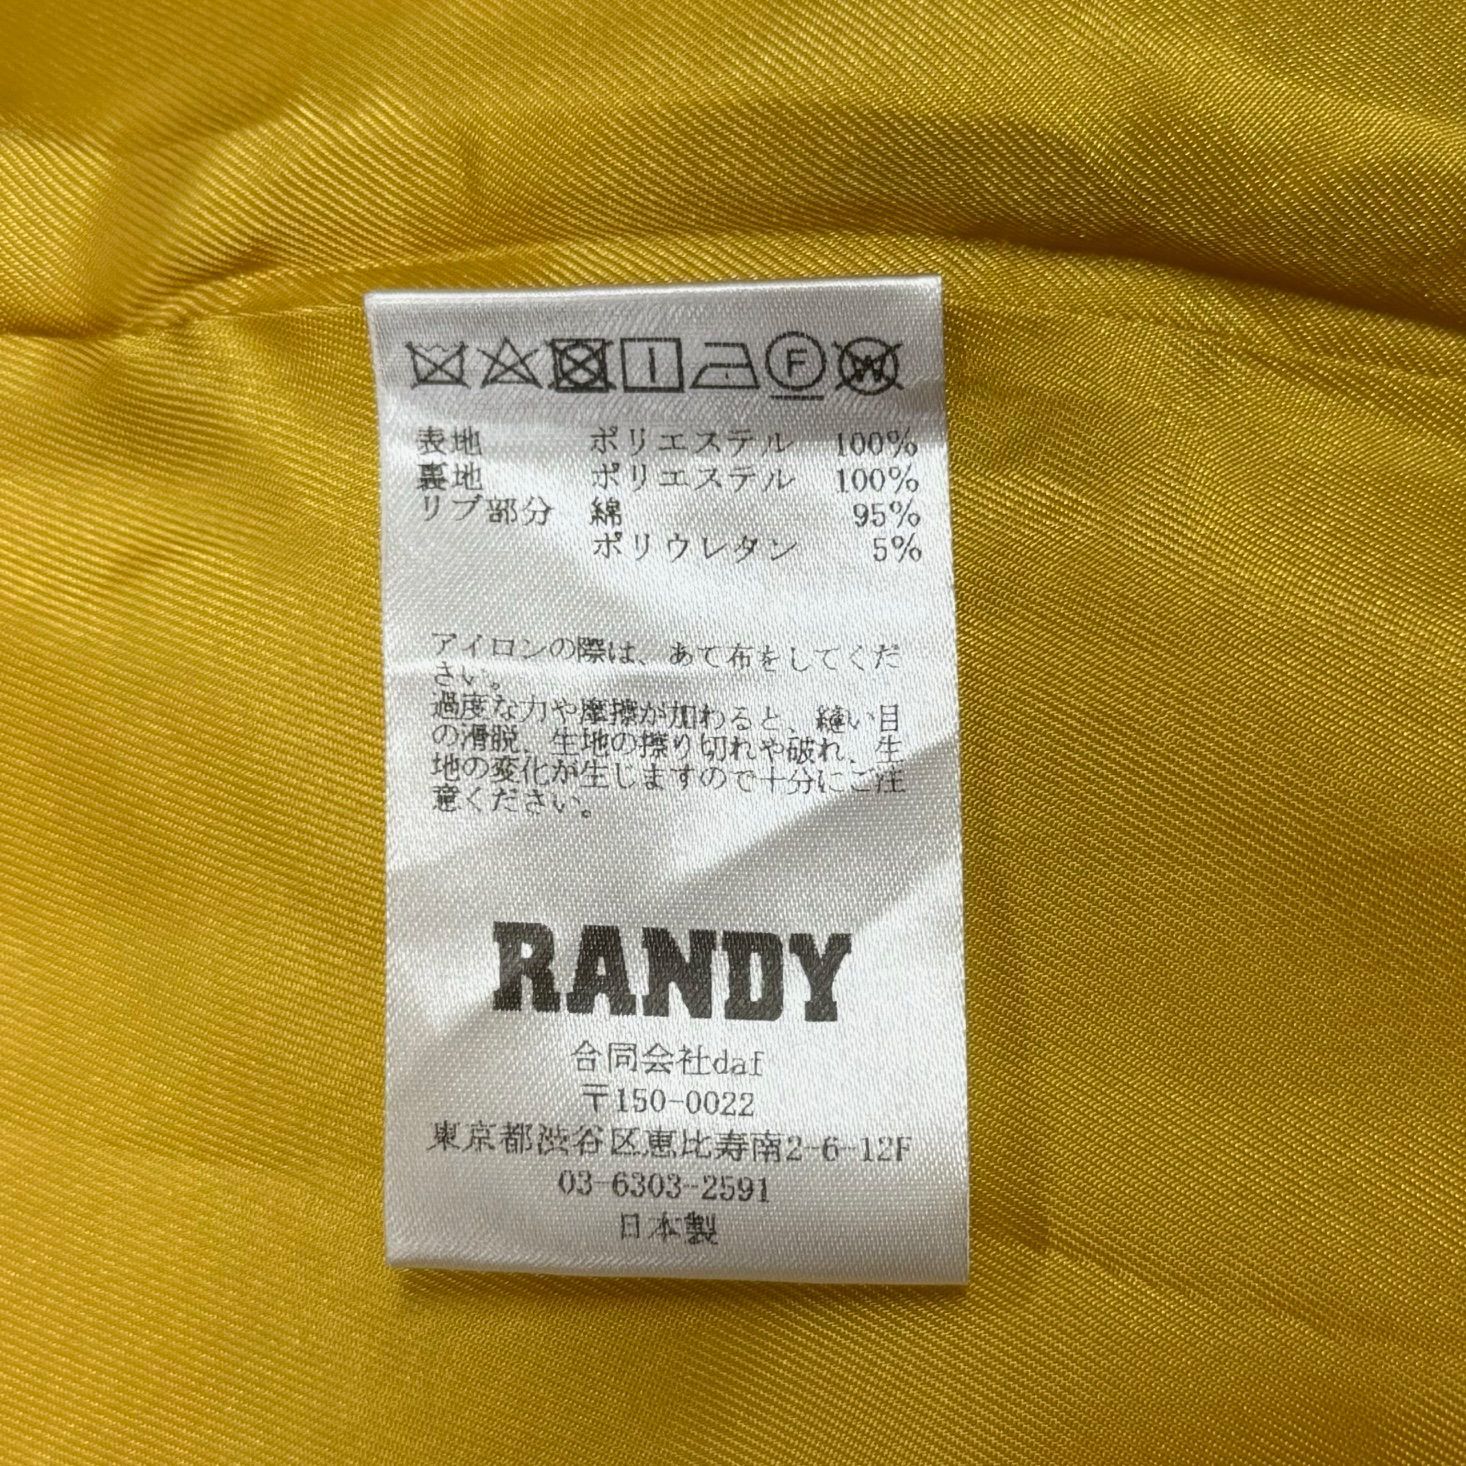 F W
表地 ポリエステル 100%
裏地 ポリエステル 100%
リブ部分 綿 95%
ポリウレタン 5%
アイロンの際は、あて布をしてくだ
さい。
過度な力や摩擦が加わると、縫い目
の滑脱、生地の擦り切れや破れ、生
地の変化が生じますので十分にご注
意ください。
RANDY
合同会社daf
〒150-0022
東京都渋谷区恵比寿南2-6-12F
03-6303-2591
日本製